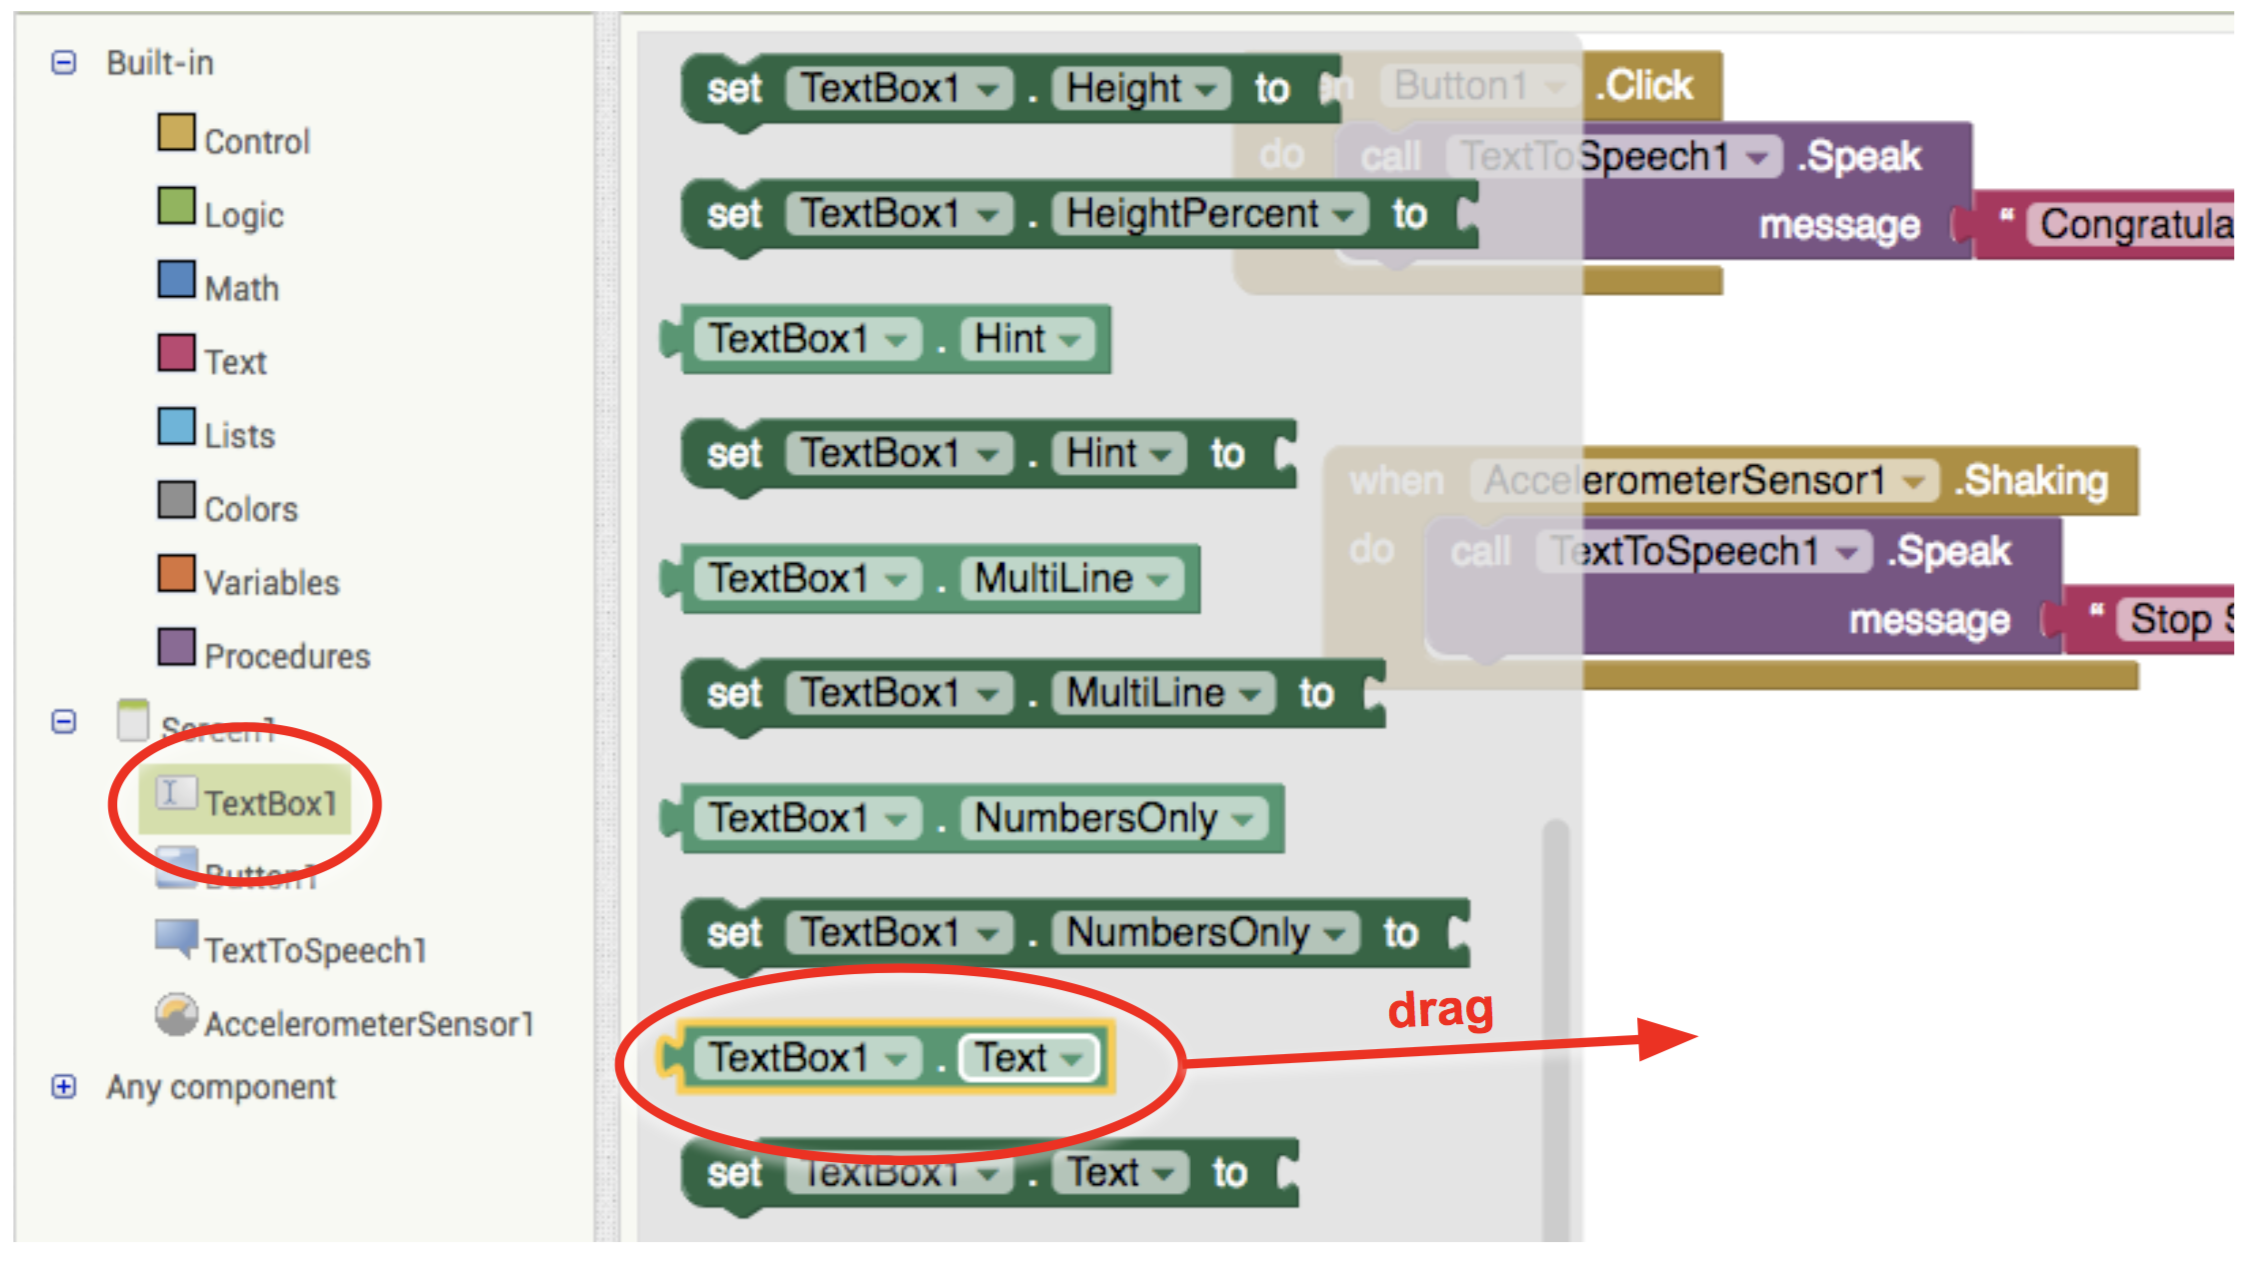 Built-in
Control
Logic
Math
Text
Lists
Colors
Variables
Procedures
Screen1
TextBox1
Button1
TextToSpeech1
AccelerometerSensor1
Any component
set TextBox1 . Height to
set TextBox1 . HeightPercent to
TextBox1 . Hint
set TextBox1 . Hint to
TextBox1 . MultiLine
set TextBox1 . MultiLine to
TextBox1 . NumbersOnly
set TextBox1 . NumbersOnly to
TextBox1 . Text
set TextBox1 . Text to
drag
Button1 .Click
do call TextToSpeech1 .Speak
message “ Congratula
when AccelerometerSensor1 .Shaking
do call TextToSpeech1 .Speak
message “ Stop